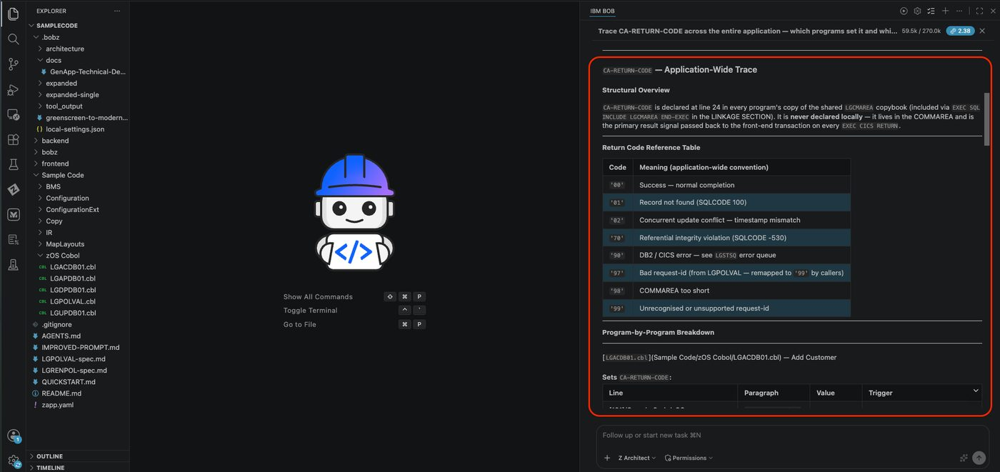 EXPLORER
SAMPLECODE
.bobz
architecture
docs
GenApp-Technical-De...
expanded
expanded-single
tool_output
greenscreen-to-modern...
{} local-settings.json
backend
bobz
frontend
Sample Code
BMS
Configuration
ConfigurationExt
Copy
IR
MapLayouts
zOS Cobol
CBL LGACDB01.cbl
CBL LGAPDB01.cbl
CBL LGDPDB01.cbl
CBL LGPOLVAL.cbl
CBL LGUPDB01.cbl
.gitignore
AGENTS.md
IMPROVED-PROMPT.md
LGPOLVAL-spec.md
LGRENPOL-spec.md
QUICKSTART.md
README.md
! zapp.yaml
OUTLINE
TIMELINE
1
</>
Show All Commands ⇧ ⌘ P
Toggle Terminal ^ `
Go to File ⌘ P
IBM BOB
Trace CA-RETURN-CODE across the entire application — which programs set it and whi... 59.5k / 270.0k 2.38
CA-RETURN-CODE — Application-Wide Trace
Structural Overview
CA-RETURN-CODE is declared at line 24 in every program's copy of the shared LGCMAREA copybook (included via EXEC SQL
INCLUDE LGCMAREA END-EXEC in the LINKAGE SECTION). It is never declared locally — it lives in the COMMAREA and is
the primary result signal passed back to the front-end transaction on every EXEC CICS RETURN.
Return Code Reference Table
Code Meaning (application-wide convention)
'00' Success — normal completion
'01' Record not found (SQLCODE 100)
'02' Concurrent update conflict — timestamp mismatch
'70' Referential integrity violation (SQLCODE -530)
'90' DB2 / CICS error — see LGSTSQ error queue
'97' Bad request-id (from LGPOLVAL — remapped to '99' by callers)
'98' COMMAREA too short
'99' Unrecognised or unsupported request-id
Program-by-Program Breakdown
[LGACDB01.cbl](Sample Code/zOS Cobol/LGACDB01.cbl) — Add Customer
Sets CA-RETURN-CODE:
Line Paragraph Value Trigger
Follow up or start new task ⌘N
Z Architect Permissions